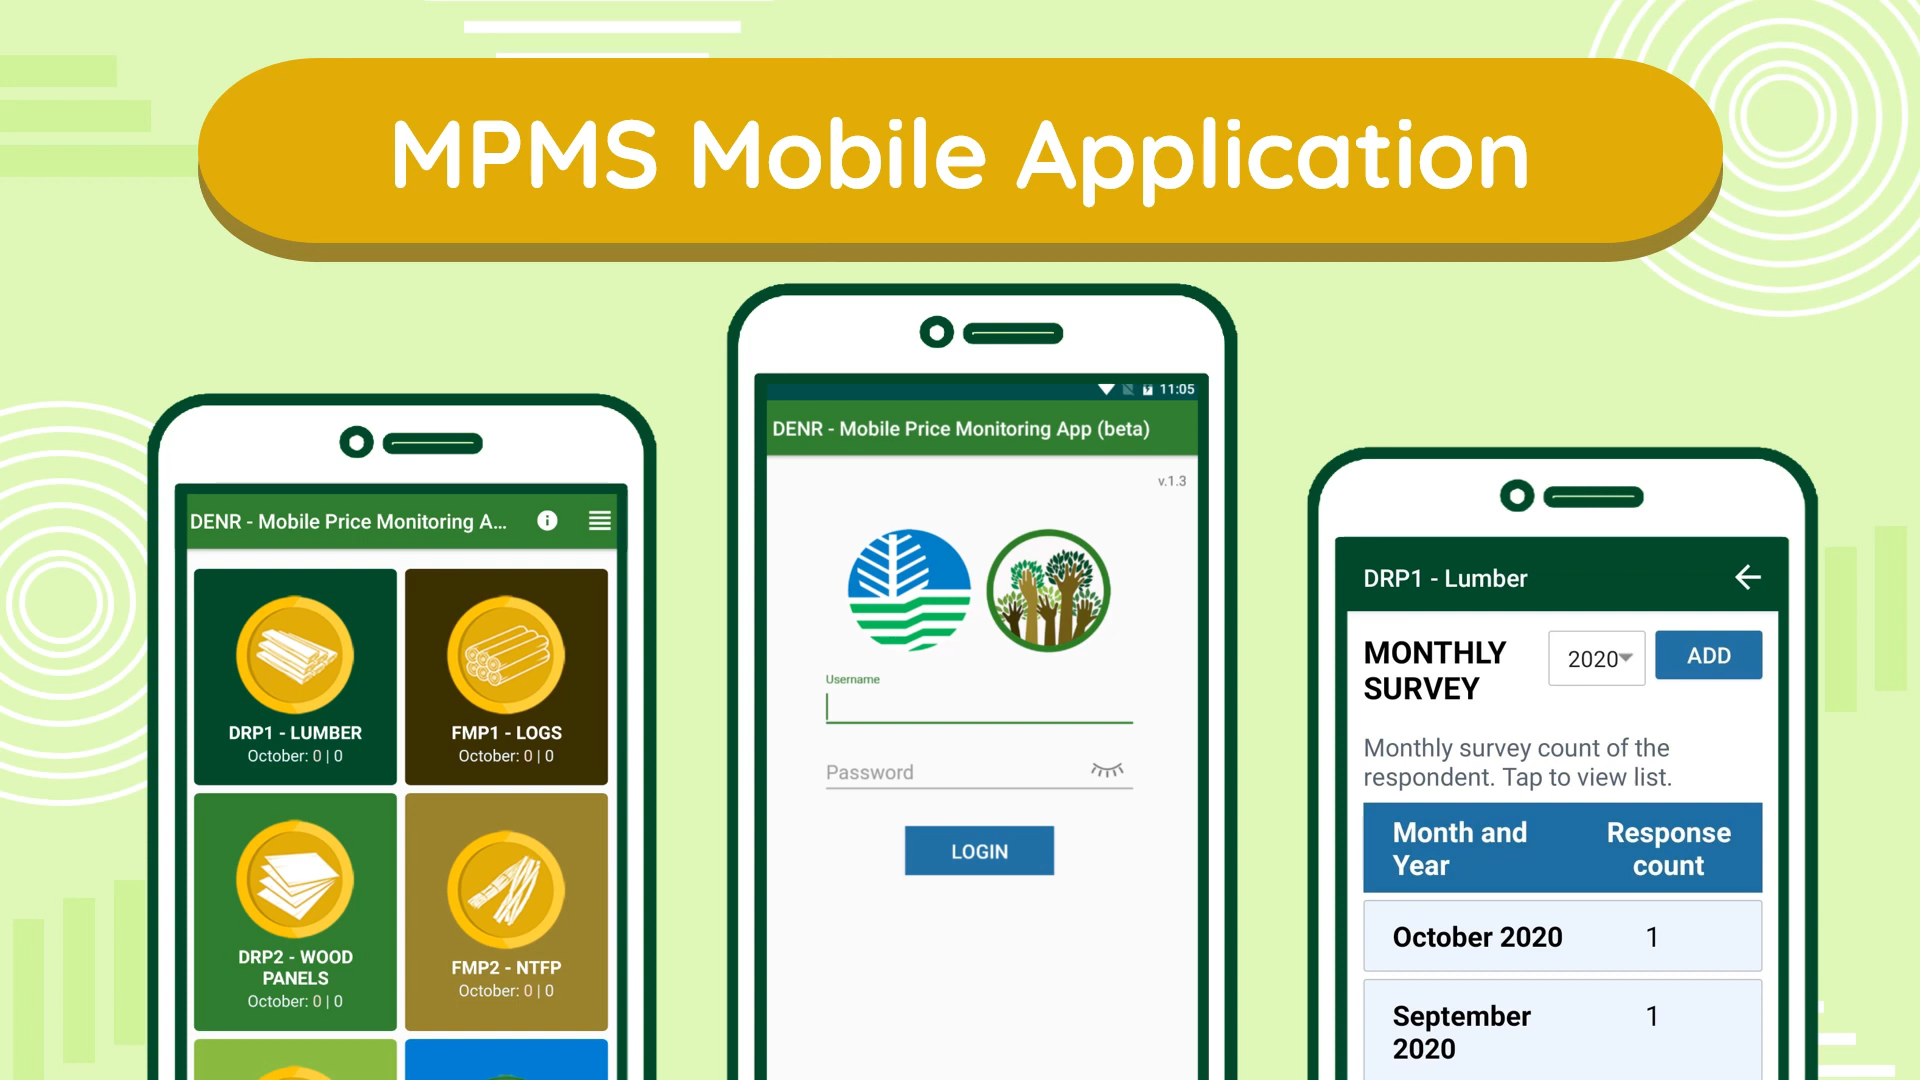 MPMS Mobile Application
DENR - Mobile Price Monitoring A...
DRP1 - LUMBER
October: 0 | 0
FMP1 - LOGS
October: 0 | 0
DRP2 - WOOD
PANELS
October: 0 | 0
FMP2 - NTFP
October: 0 | 0
11:05
DENR - Mobile Price Monitoring App (beta)
v.1.3
Username
Password
LOGIN
DRP1 - Lumber
MONTHLY
SURVEY
2020
ADD
Monthly survey count of the
respondent. Tap to view list.
Month and
Year
Response
count
October 2020 1
September
2020
1